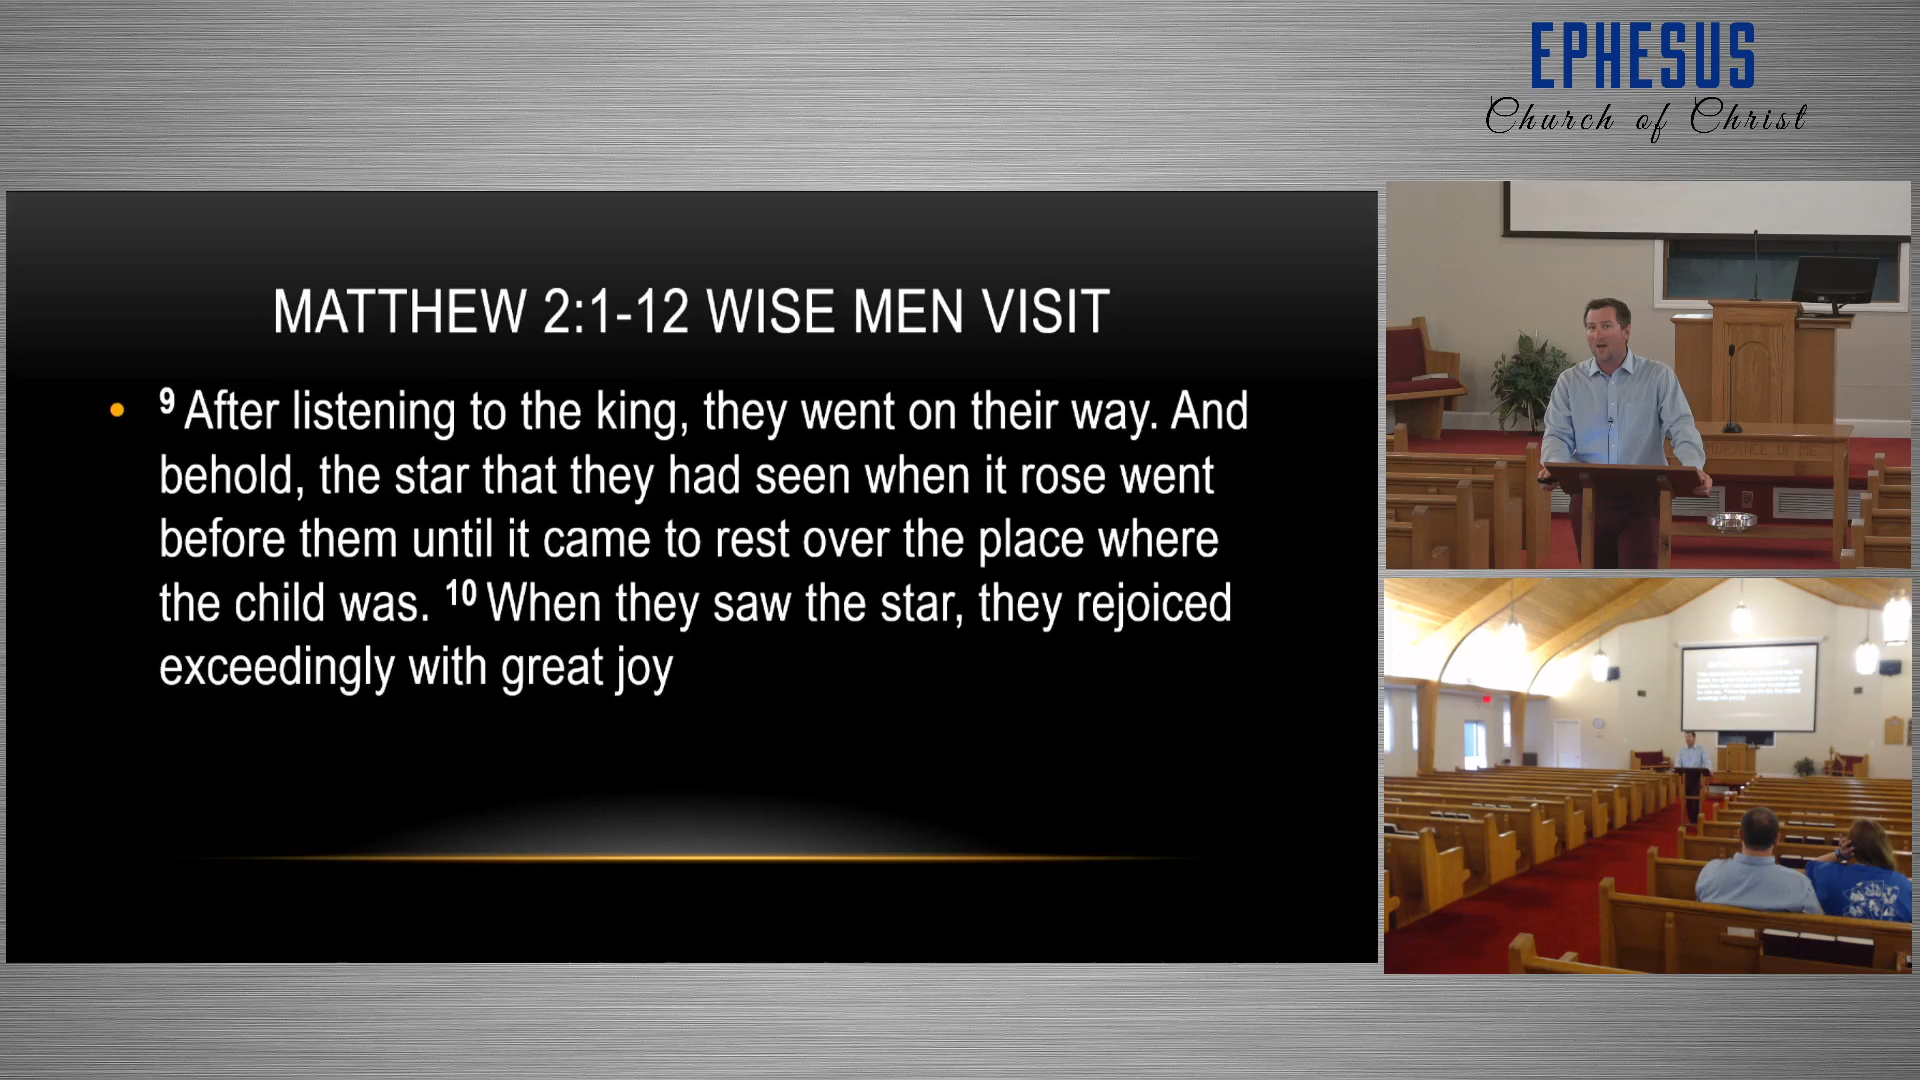 EPHESUS
Church of Christ
MATTHEW 2:1-12 WISE MEN VISIT
• 9 After listening to the king, they went on their way. And
behold, the star that they had seen when it rose went
before them until it came to rest over the place where
the child was. 10 When they saw the star, they rejoiced
exceedingly with great joy
OF ME